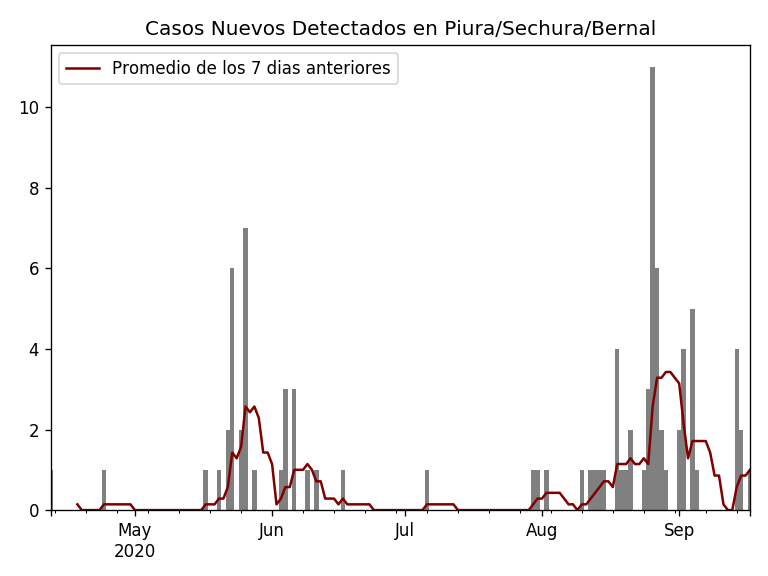 Casos Nuevos Detectados en Piura/Sechura/Bernal
Promedio de los 7 dias anteriores
10
8
6
4
2
0
May Jun Jul Aug Sep
2020